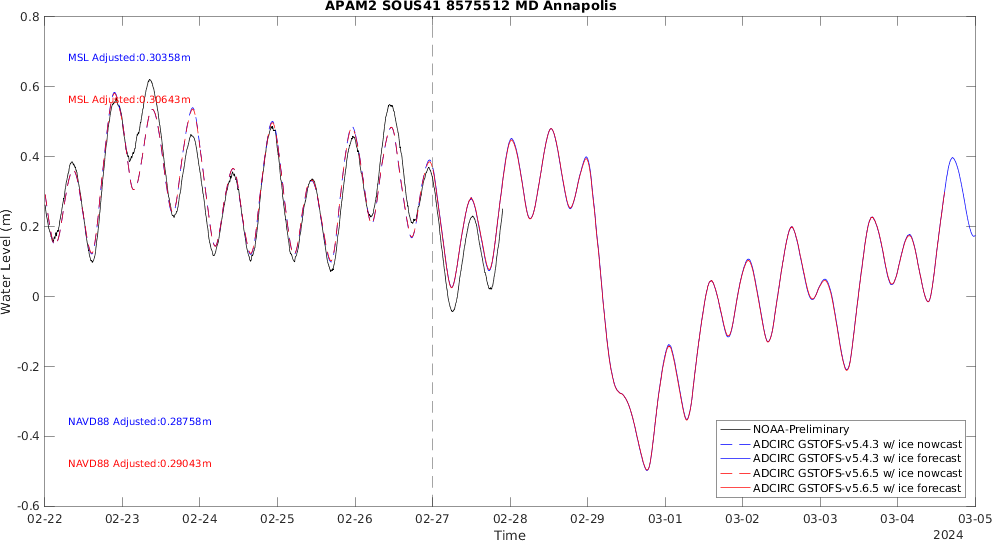 APAM2 SOUS41 8575512 MD Annapolis
0.8
0.6
0.4
0.2
0
-0.2
-0.4
-0.6
Water Level (m)
MSL Adjusted:0.30358m
MSL Adjusted:0.30643m
NAVD88 Adjusted:0.28758m
NAVD88 Adjusted:0.29043m
NOAA-Preliminary
ADCIRC GSTOFS-v5.4.3 w/ ice nowcast
ADCIRC GSTOFS-v5.4.3 w/ ice forecast
ADCIRC GSTOFS-v5.6.5 w/ ice nowcast
ADCIRC GSTOFS-v5.6.5 w/ ice forecast
02-22 02-23 02-24 02-25 02-26 02-27 02-28 02-29 03-01 03-02 03-03 03-04 03-05
Time
2024